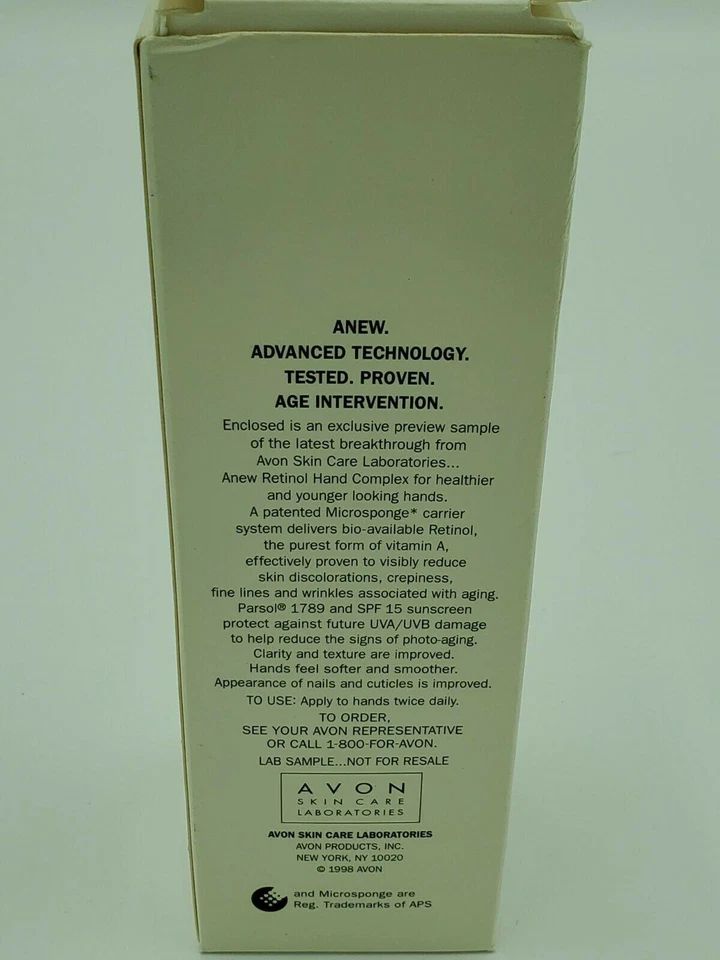 ANEW.
ADVANCED TECHNOLOGY.
TESTED. PROVEN.
AGE INTERVENTION.
Enclosed is an exclusive preview sample
of the latest breakthrough from
Avon Skin Care Laboratories...
Anew Retinol Hand Complex for healthier
and younger looking hands.
A patented Microsponge* carrier
system delivers bio-available Retinol,
the purest form of vitamin A,
effectively proven to visibly reduce
skin discolorations, crepiness,
fine lines and wrinkles associated with aging.
Parsol® 1789 and SPF 15 sunscreen
protect against future UVA/UVB damage
to help reduce the signs of photo-aging.
Clarity and texture are improved.
Hands feel softer and smoother.
Appearance of nails and cuticles is improved.
TO USE: Apply to hands twice daily.
TO ORDER,
SEE YOUR AVON REPRESENTATIVE
OR CALL 1-800-FOR-AVON.
LAB SAMPLE...NOT FOR RESALE
AVON
SKIN CARE
LABORATORIES
AVON SKIN CARE LABORATORIES
AVON PRODUCTS, INC.
NEW YORK, NY 10020
© 1998 AVON
and Microsponge are
Reg. Trademarks of APS